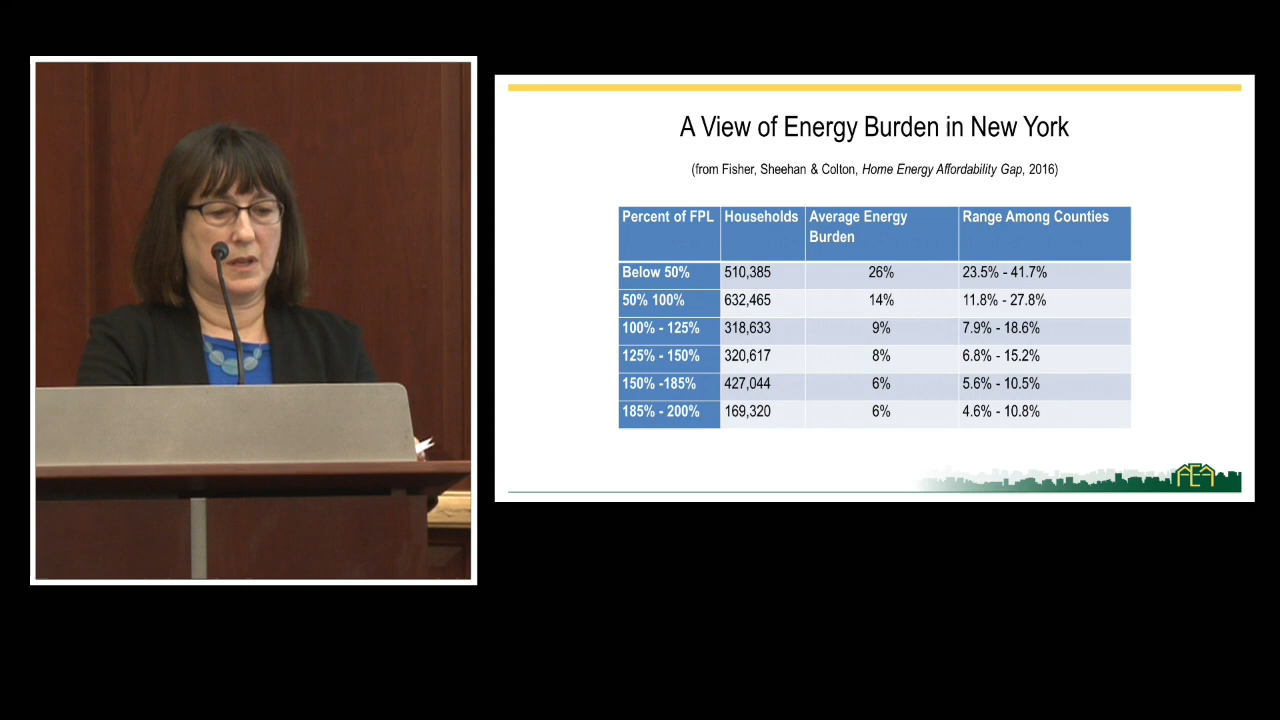 A View of Energy Burden in New York
(from Fisher, Sheehan & Colton, Home Energy Affordability Gap, 2016)
Percent of FPL Households Average Energy Burden Range Among Counties
Below 50% 510,385 26% 23.5% - 41.7%
50% 100% 632,465 14% 11.8% - 27.8%
100% - 125% 318,633 9% 7.9% - 18.6%
125% - 150% 320,617 8% 6.8% - 15.2%
150% -185% 427,044 6% 5.6% - 10.5%
185% - 200% 169,320 6% 4.6% - 10.8%
AEA